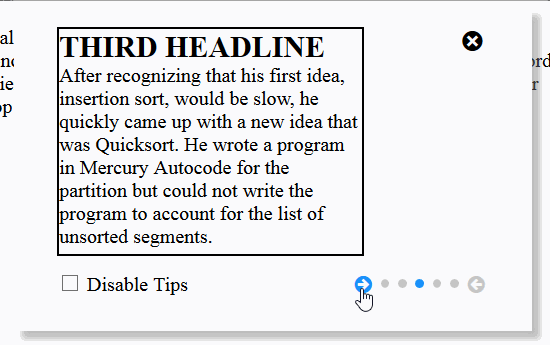 THIRD HEADLINE
After recognizing that his first idea,
insertion sort, would be slow, he
quickly came up with a new idea that
was Quicksort. He wrote a program
in Mercury Autocode for the
partition but could not write the
program to account for the list of
unsorted segments.
Disable Tips